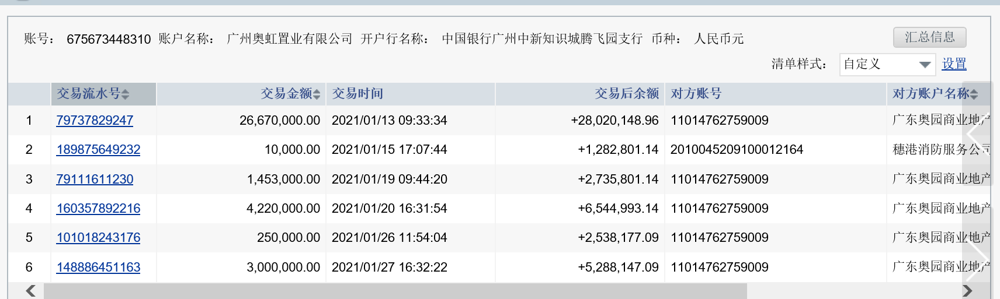 账号： 675673448310 账户名称： 广州奥虹置业有限公司 开户行名称： 中国银行广州中新知识城腾飞园支行 币种： 人民币元 汇总信息
清单样式： 自定义 设置
交易流水号 交易金额 交易时间 交易后余额 对方账号 对方账户名称
1 79737829247 26,670,000.00 2021/01/13 09:33:34 +28,020,148.96 11014762759009 广东奥园商业地产
2 189875649232 10,000.00 2021/01/15 17:07:44 +1,282,801.14 2010045209100012164 穗港消防服务公司
3 79111611230 1,453,000.00 2021/01/19 09:44:20 +2,735,801.14 11014762759009 广东奥园商业地产
4 160357892216 4,220,000.00 2021/01/20 16:31:54 +6,544,993.14 11014762759009 广东奥园商业地产
5 101018243176 250,000.00 2021/01/26 11:54:04 +2,538,177.09 11014762759009 广东奥园商业地产
6 148886451163 3,000,000.00 2021/01/27 16:32:22 +5,288,147.09 11014762759009 广东奥园商业地产